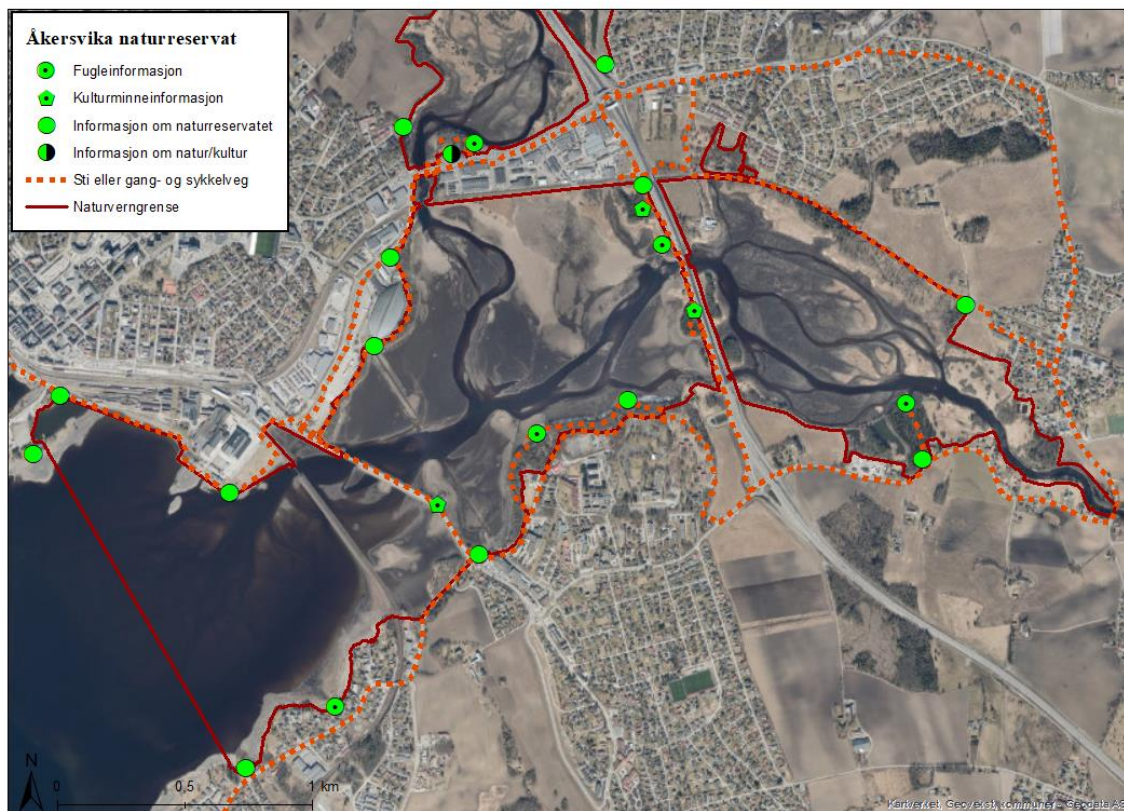 Åkersvika naturreservat
Fugleinformasjon
Kulturminneinformasjon
Informasjon om naturreservatet
Informasjon om natur/kultur
Sti eller gang- og sykkelveg
Naturverngrense
N
0 0,5 1 km
Kartverket, Geovekst, kommuner - Geodata AS